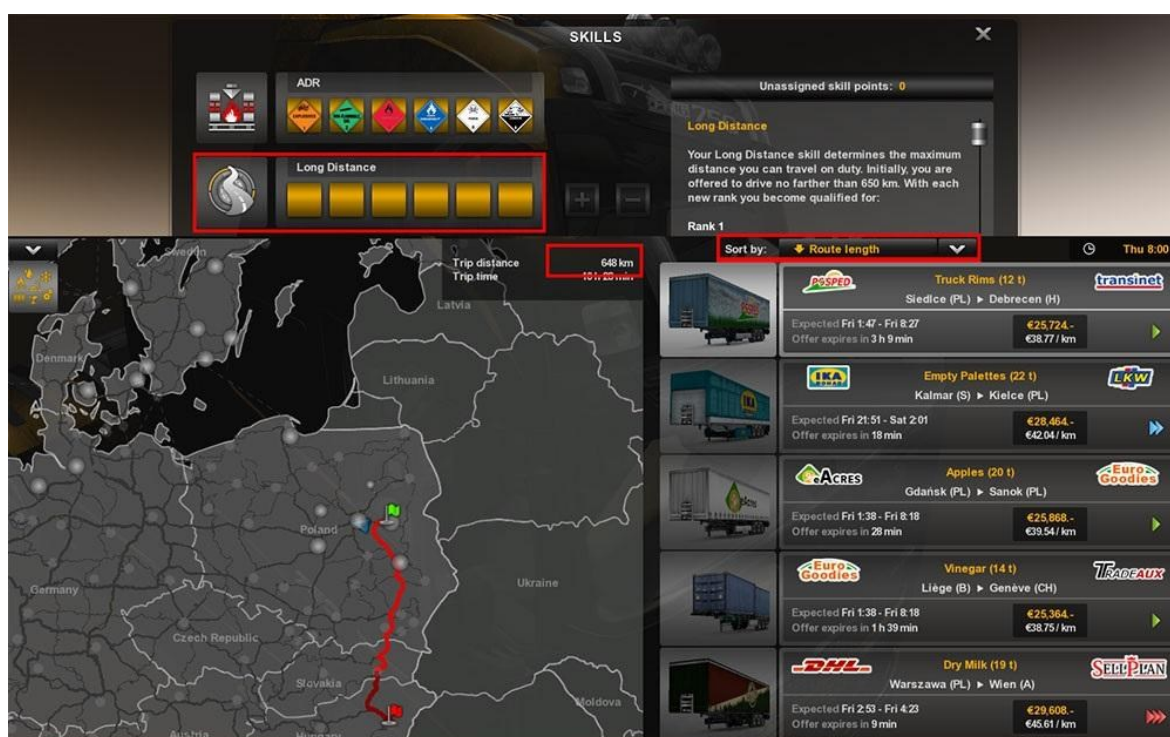 SKILLS
ADR
Long Distance
Unassigned skill points: 0
Long Distance
Your Long Distance skill determines the maximum
distance you can travel on duty. Initially, you are
offered to drive no farther than 650 km. With each
new rank you become qualified for:
Rank 1
Sweden
Denmark
Latvia
Lithuania
Poland
Germany
Ukraine
Czech Republic
Slovakia
Moldova
Austria
Hungary
Trip distance 648 km
Trip time
Sort by: Route length
Thu 8:00
PSSPED
Truck Rims (12 t)
transinet
Siedlce (PL) ► Debrecen (H)
Expected Fri 1:47 - Fri 8:27
Offer expires in 3 h 9 min
€25,724.-
€38.77 / km
IKA
Empty Palettes (22 t)
LKW
Kalmar (S) ► Kielce (PL)
Expected Fri 21:51 - Sat 2:01
Offer expires in 18 min
€28,464.-
€42.04 / km
eAcres
Apples (20 t)
Euro Goodies
Gdańsk (PL) ► Sanok (PL)
Expected Fri 1:38 - Fri 8:18
Offer expires in 28 min
€25,868.-
€39.54 / km
Euro Goodies
Vinegar (14 t)
TRADEAUX
Liège (B) ► Genève (CH)
Expected Fri 1:38 - Fri 8:18
Offer expires in 1 h 39 min
€25,364.-
€38.75 / km
DHL
Dry Milk (19 t)
SELLPLAN
Warszawa (PL) ► Wien (A)
Expected Fri 2:53 - Fri 4:23
Offer expires in 9 min
€29,608.-
€45.61 / km